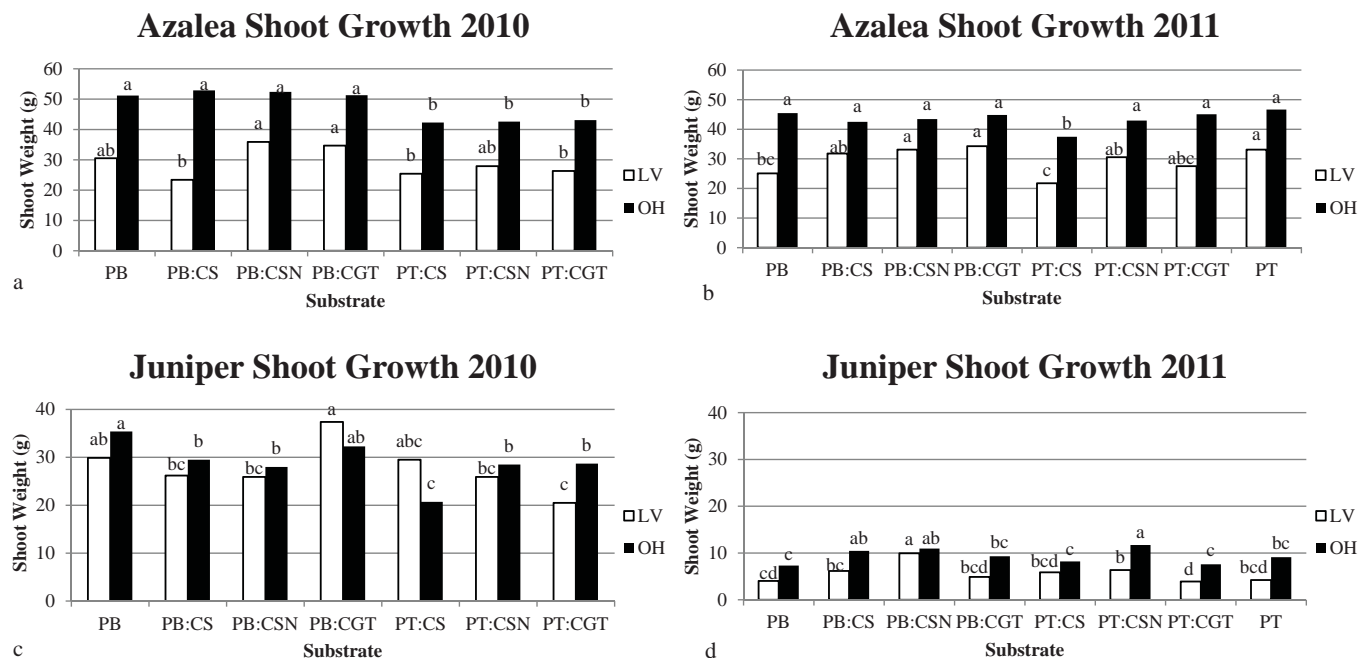 Azalea Shoot Growth 2010
Shoot Weight (g)
60
50
40
30
20
10
0
ab a
b a
a a
a a
b b
ab b
b b
PB PB:CS PB:CSN PB:CGT PT:CS PT:CSN PT:CGT
Substrate
LV
OH
a
Azalea Shoot Growth 2011
Shoot Weight (g)
60
50
40
30
20
10
0
bc a
ab a
a a
a a
c b
ab a
abc a
a a
PB PB:CS PB:CSN PB:CGT PT:CS PT:CSN PT:CGT PT
Substrate
LV
OH
b
Juniper Shoot Growth 2010
Shoot Weight (g)
40
30
20
10
0
ab a
bc b
bc b
a ab
abc c
bc b
c b
PB PB:CS PB:CSN PB:CGT PT:CS PT:CSN PT:CGT
Substrate
LV
OH
c
Juniper Shoot Growth 2011
Shoot Weight (g)
40
30
20
10
0
cd c
bc ab
a ab
bcd bc
bcd c
b a
d c
bcd bc
PB PB:CS PB:CSN PB:CGT PT:CS PT:CSN PT:CGT PT
Substrate
LV
OH
d